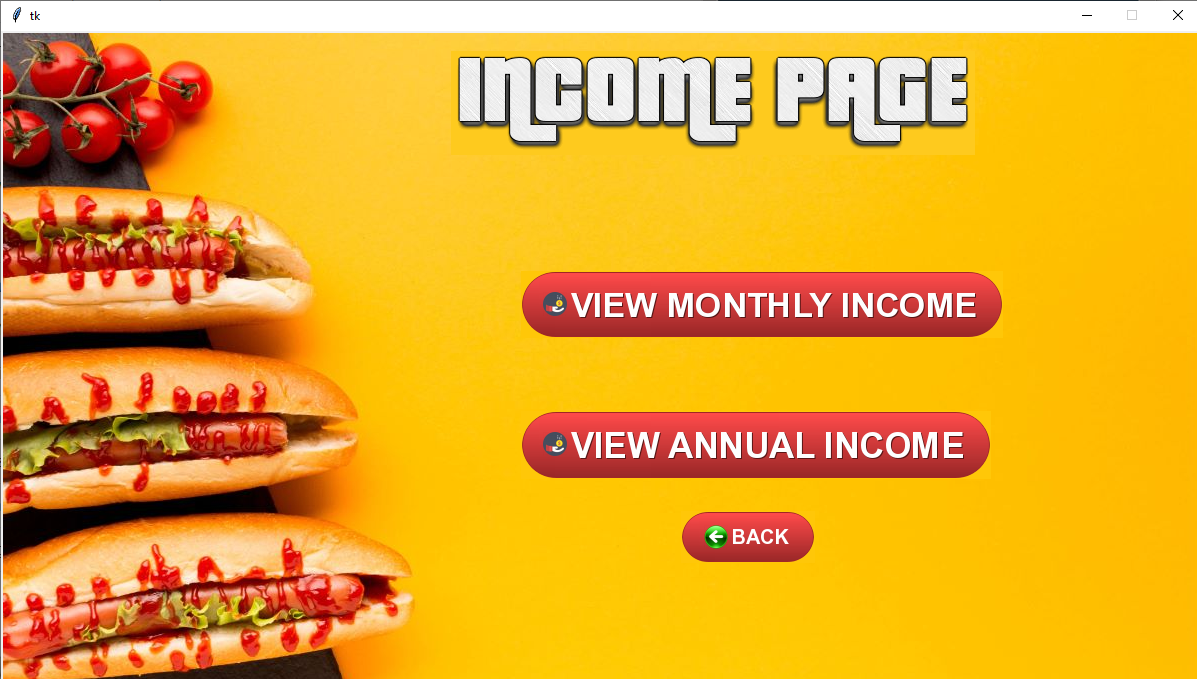 tk
INCOME PAGE
VIEW MONTHLY INCOME
VIEW ANNUAL INCOME
BACK